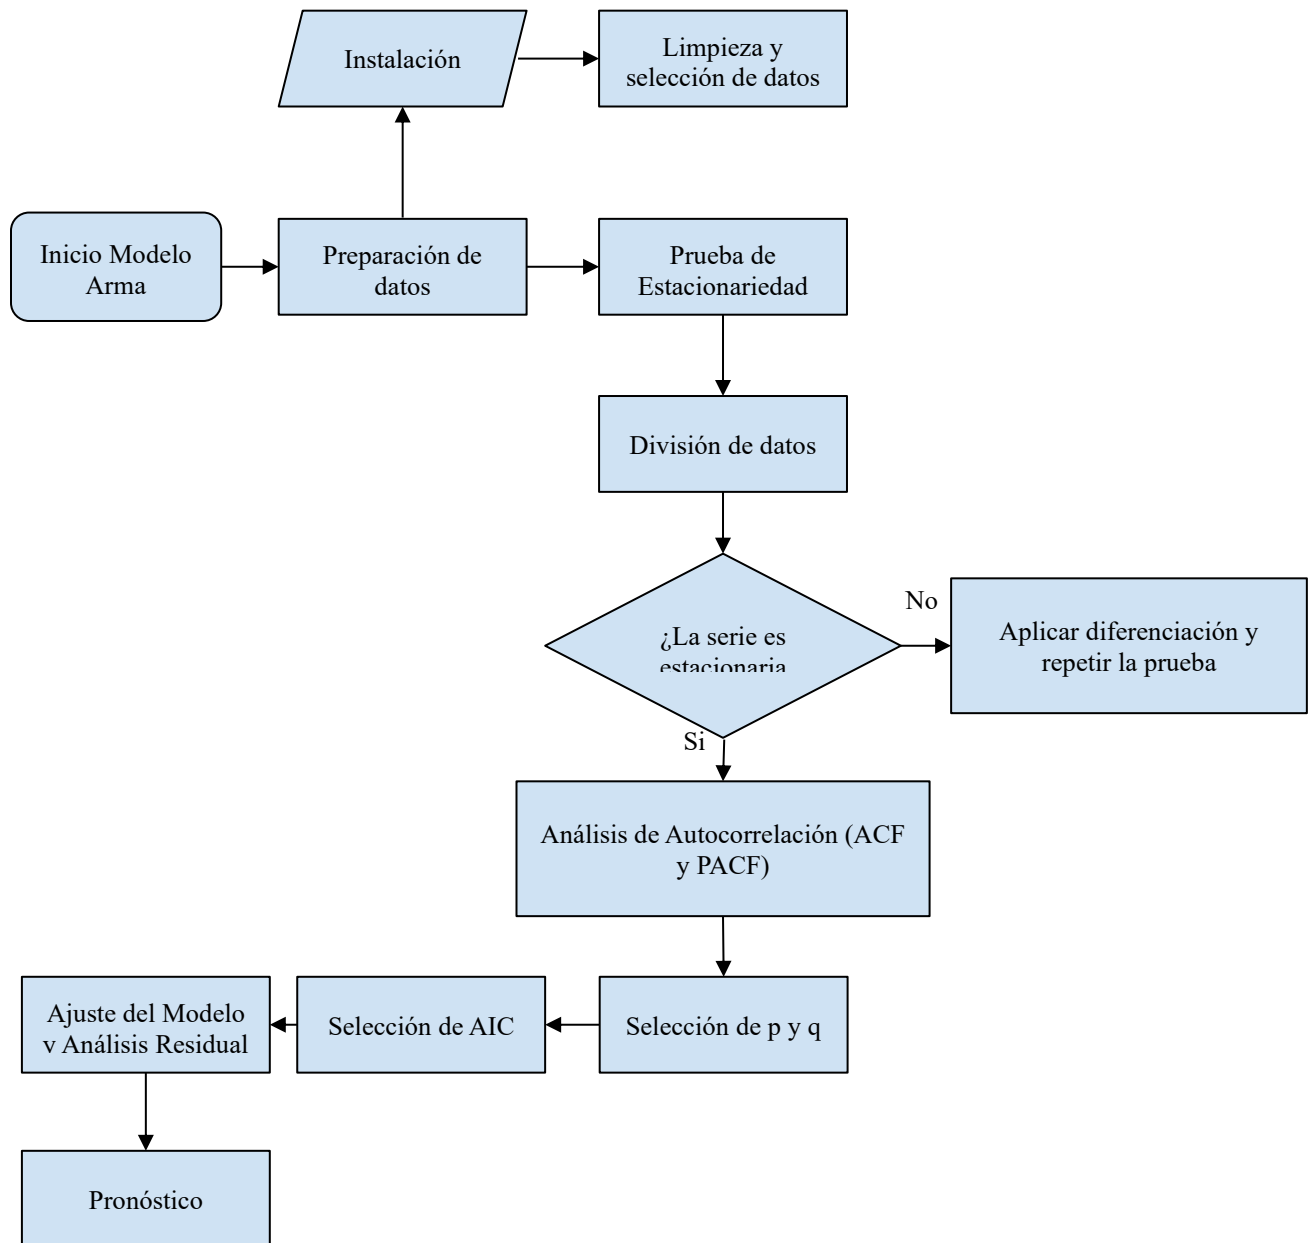 Instalación
Limpieza y
selección de datos
Inicio Modelo
Arma
Preparación de
datos
Prueba de
Estacionariedad
División de datos
¿La serie es
estacionaria
No
Aplicar diferenciación y
repetir la prueba
Si
Análisis de Autocorrelación (ACF
y PACF)
Ajuste del Modelo
y Análisis Residual
Selección de AIC
Selección de p y q
Pronóstico